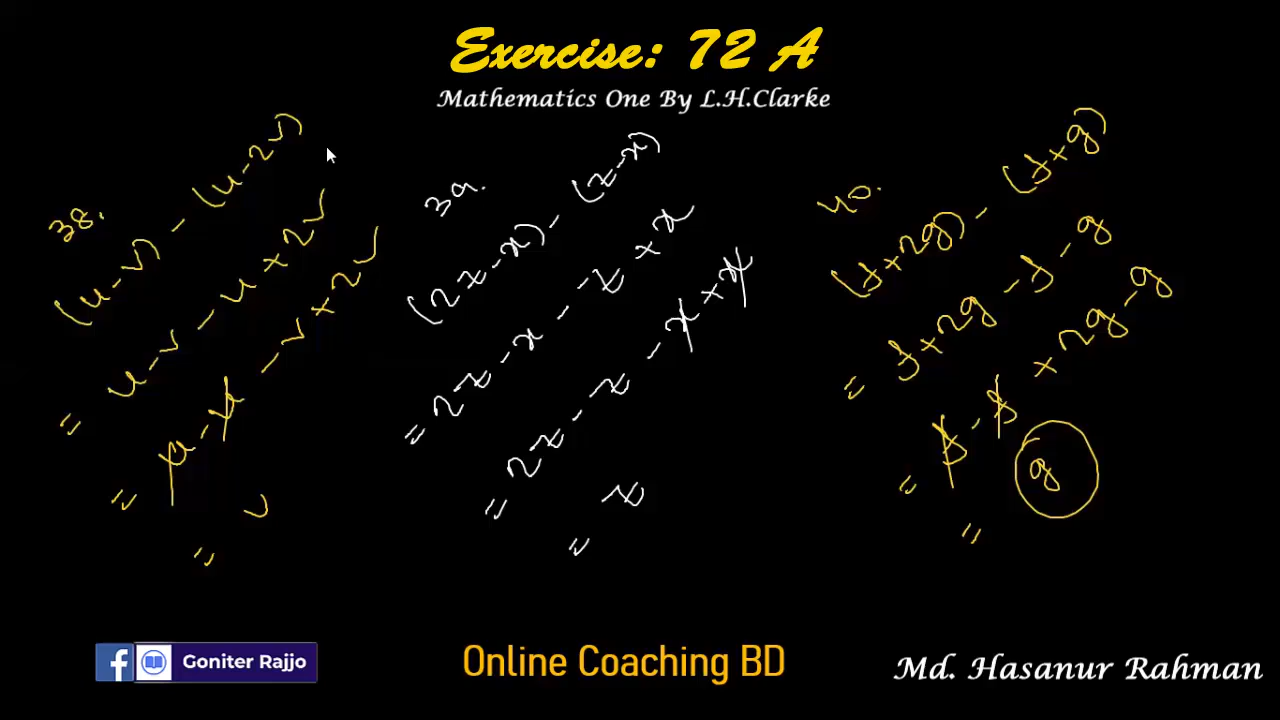 Exercise: 72 A
Mathematics One By L.H.Clarke
38.
(u-v) - (u-2v)
= u-v-u+2v
= u-u-v+2v
= v
39.
(2z-x) - (z-x)
= 2z-x-z+x
= 2z-z-x+x
= z
40.
(f+2g) - (f+g)
= f+2g-f-g
= f-f+2g-g
= g
Goniter Rajjo
Online Coaching BD
Md. Hasanur Rahman